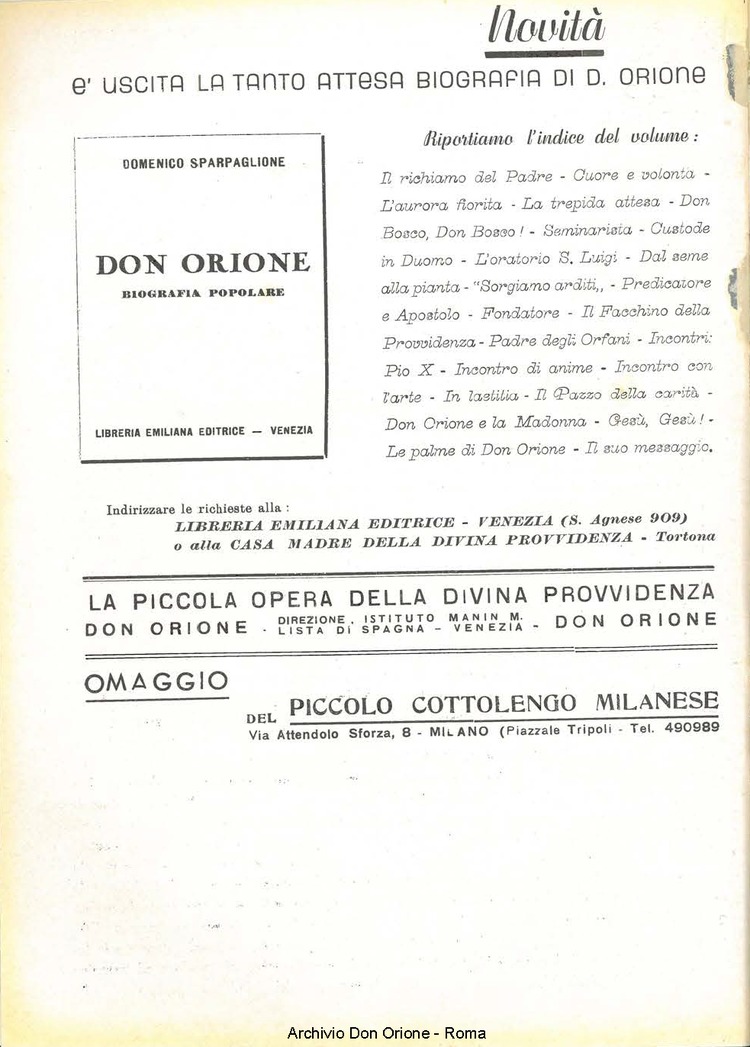 Novità
e' USCITA LA TANTO ATTESA BIOGRAFIA DI D. ORIONE
DOMENICO SPARPAGLIONE
DON ORIONE
BIOGRAFIA POPOLARE
LIBRERIA EMILIANA EDITRICE — VENEZIA
Riportiamo l'indice del volume :
Il richiamo del Padre - Cuore e volontà -
L'aurora fiorita - La trepida attesa - Don
Bosco, Don Bosco ! - Seminarista - Custode
in Duomo - L'oratorio S. Luigi - Dal seme
alla pianta - "Sorgiamo arditi,, - Predicatore
e Apostolo - Fondatore - Il Facchino della
Provvidenza - Padre degli Orfani - Incontri:
Pio X - Incontro di anime - Incontro con
l'arte - In laetitia - Il Pazzo della carità -
Don Orione e la Madonna - Gesù, Gesù ! -
Le palme di Don Orione - Il suo messaggio.
Indirizzare le richieste alla :
LIBRERIA EMILIANA EDITRICE - VENEZIA (S. Agnese 909)
o alla CASA MADRE DELLA DIVINA PROVVIDENZA - Tortona
LA PICCOLA OPERA DELLA DIVINA PROVVIDENZA
DON ORIONE - DIREZIONE . ISTITUTO MANIN M. LISTA DI SPAGNA - VENEZIA - DON ORIONE
OMAGGIO
DEL PICCOLO COTTOLENGO MILANESE
Via Attendolo Sforza, 8 - MILANO (Piazzale Tripoli - Tel. 490989
Archivio Don Orione - Roma